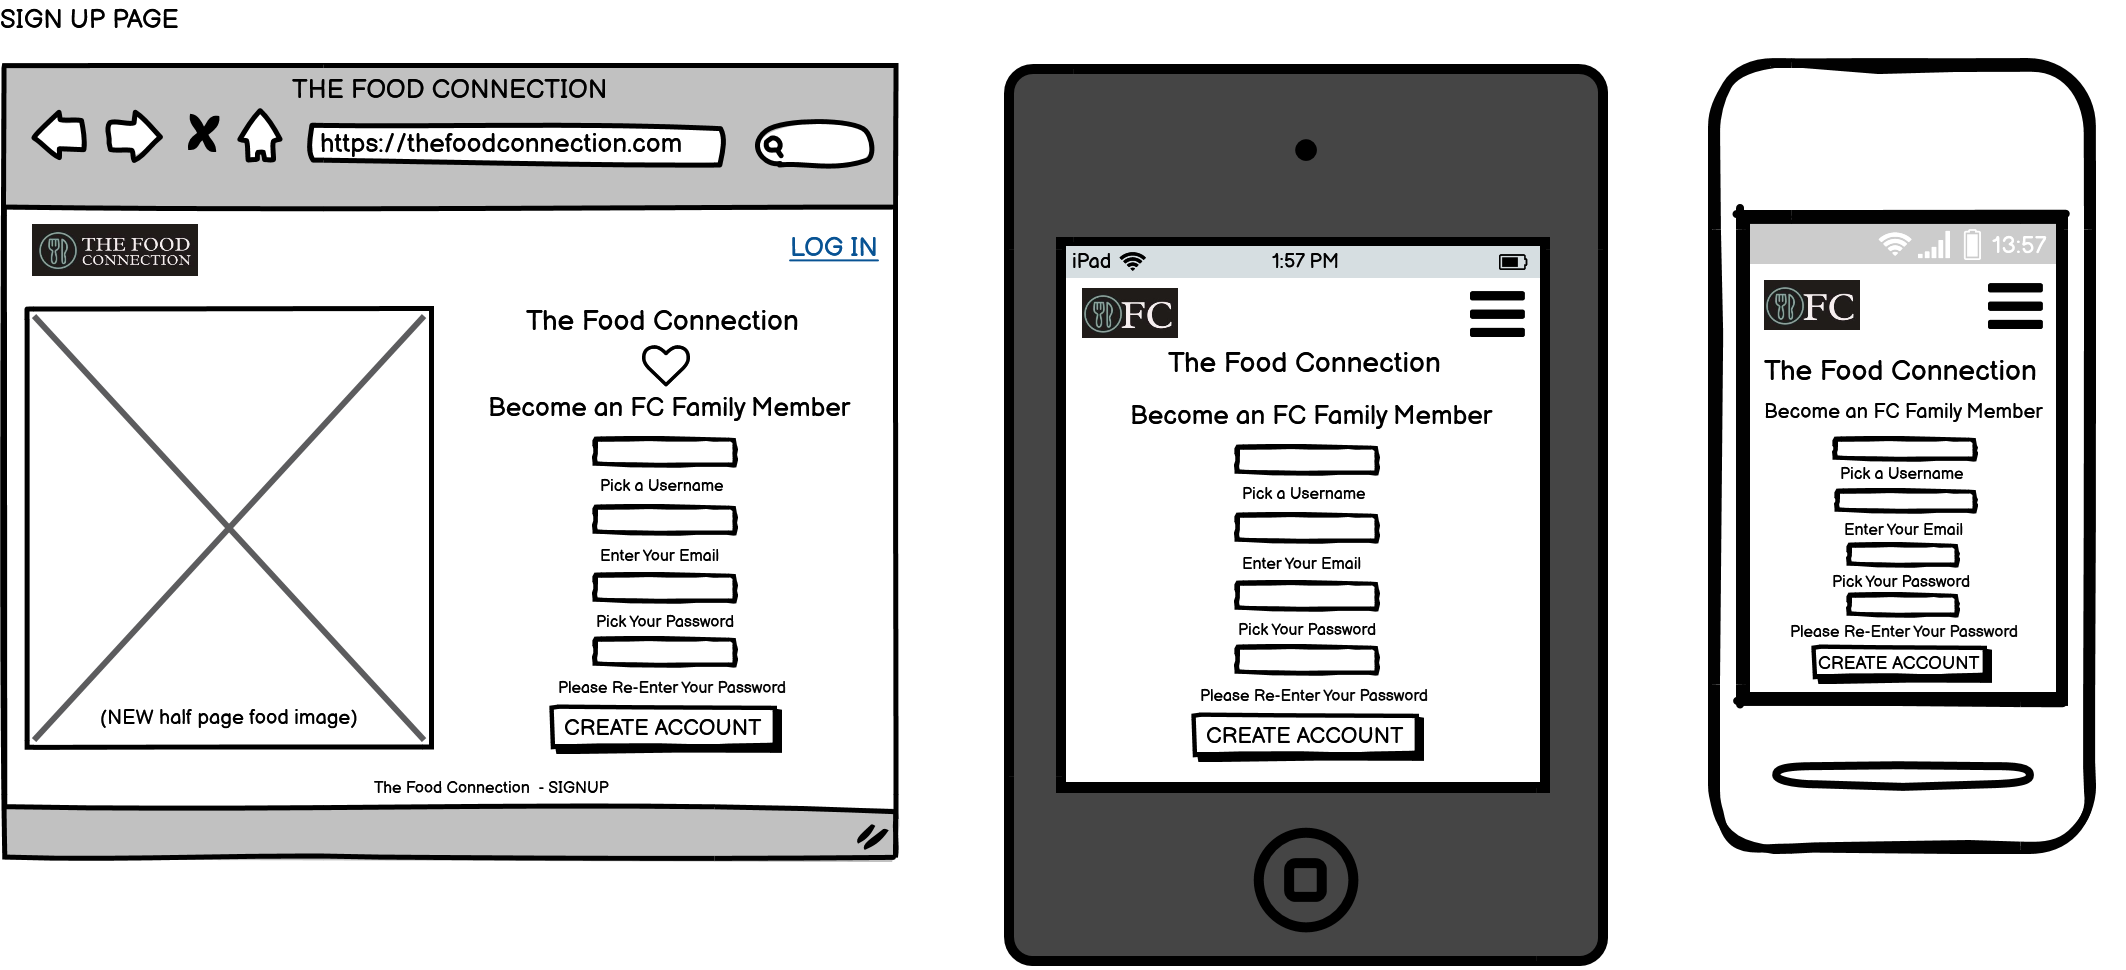 SIGN UP PAGE
THE FOOD CONNECTION
https://thefoodconnection.com
THE FOOD
CONNECTION
LOG IN
The Food Connection
Become an FC Family Member
Pick a Username
Enter Your Email
Pick Your Password
Please Re-Enter Your Password
CREATE ACCOUNT
(NEW half page food image)
The Food Connection - SIGNUP
iPad
1:57 PM
FC
The Food Connection
Become an FC Family Member
Pick a Username
Enter Your Email
Pick Your Password
Please Re-Enter Your Password
CREATE ACCOUNT
13:57
FC
The Food Connection
Become an FC Family Member
Pick a Username
Enter Your Email
Pick Your Password
Please Re-Enter Your Password
CREATE ACCOUNT